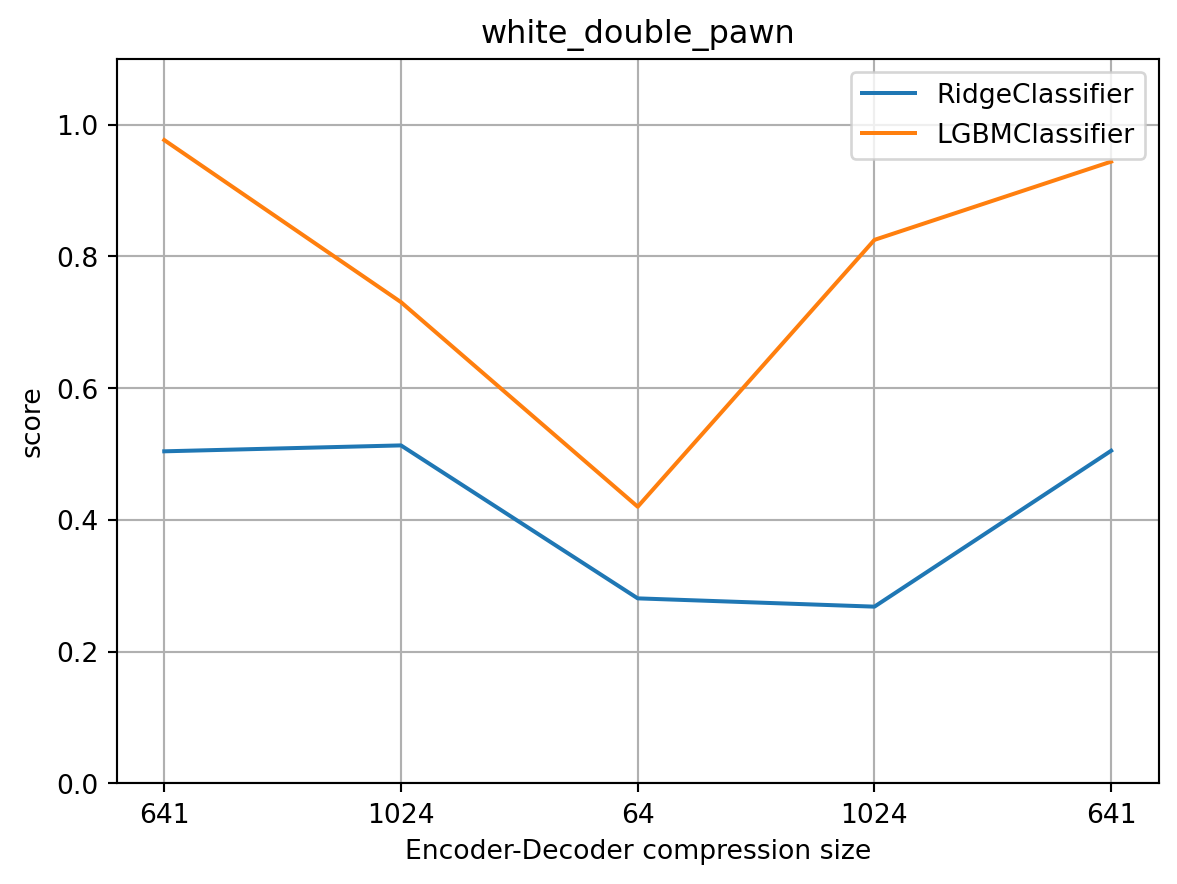 white_double_pawn
RidgeClassifier
LGBMClassifier
1.0
0.8
0.6
0.4
0.2
0.0
score
641 1024 64 1024 641
Encoder-Decoder compression size